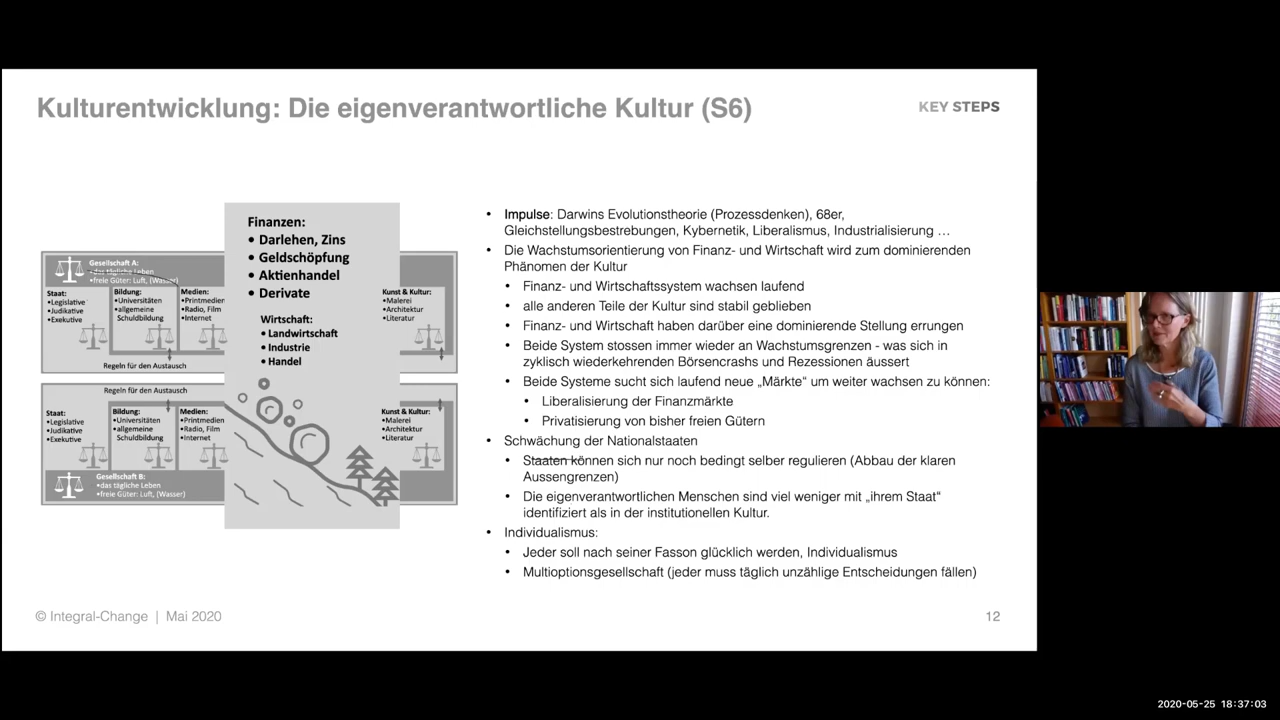 Kulturentwicklung: Die eigenverantwortliche Kultur (S6)
KEY STEPS
Finanzen:
• Darlehen, Zins
• Geldschöpfung
• Aktienhandel
• Derivate
Wirtschaft:
• Landwirtschaft
• Industrie
• Handel
Gesellschaft A:
•das tägliche Leben
•freie Güter: Luft, (Wasser)
Staat:
•Legislative
•Judikative
•Exekutive
Bildung:
•Universitäten
•allgemeine
Schuldbildung
Medien:
•Printmedien
•Radio, Film
•Internet
Kunst & Kultur:
•Malerei
•Architektur
•Literatur
Regeln für den Austausch
Regeln für den Austausch
Staat:
•Legislative
•Judikative
•Exekutive
Bildung:
•Universitäten
•allgemeine
Schuldbildung
Medien:
•Printmedien
•Radio, Film
•Internet
Kunst & Kultur:
•Malerei
•Architektur
•Literatur
Gesellschaft B:
•das tägliche Leben
•freie Güter: Luft, (Wasser)
• Impulse: Darwins Evolutionstheorie (Prozessdenken), 68er,
Gleichstellungsbestrebungen, Kybernetik, Liberalismus, Industrialisierung …
• Die Wachstumsorientierung von Finanz- und Wirtschaft wird zum dominierenden
Phänomen der Kultur
• Finanz- und Wirtschaftssystem wachsen laufend
• alle anderen Teile der Kultur sind stabil geblieben
• Finanz- und Wirtschaft haben darüber eine dominierende Stellung errungen
• Beide System stossen immer wieder an Wachstumsgrenzen - was sich in
zyklisch wiederkehrenden Börsencrashs und Rezessionen äussert
• Beide Systeme sucht sich laufend neue „Märkte“ um weiter wachsen zu können:
• Liberalisierung der Finanzmärkte
• Privatisierung von bisher freien Gütern
• Schwächung der Nationalstaaten
• Staaten können sich nur noch bedingt selber regulieren (Abbau der klaren
Aussengrenzen)
• Die eigenverantwortlichen Menschen sind viel weniger mit „ihrem Staat“
identifiziert als in der institutionellen Kultur.
• Individualismus:
• Jeder soll nach seiner Fasson glücklich werden, Individualismus
• Multioptionsgesellschaft (jeder muss täglich unzählige Entscheidungen fällen)
© Integral-Change | Mai 2020
12
2020-05-25 18:37:03